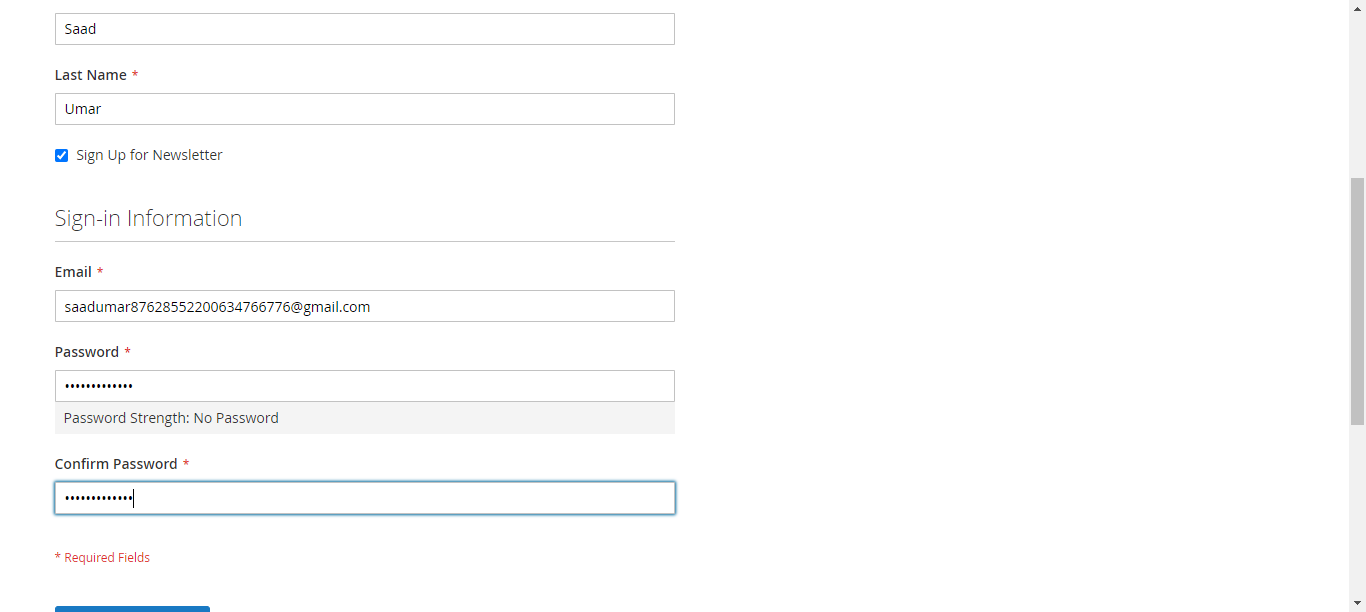 Saad
Last Name *
Umar
Sign Up for Newsletter
Sign-in Information
Email *
saadumar87628552200634766776@gmail.com
Password *
•••••••••••••
Password Strength: No Password
Confirm Password *
•••••••••••••
* Required Fields